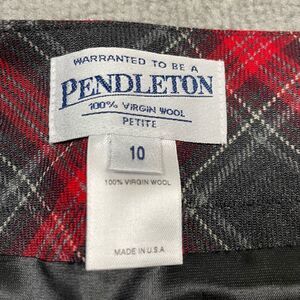 WARRANTED TO BE A
PENDLETON
100% VIRGIN WOOL
PETITE
10
100% VIRGIN WOOL
MADE IN U.S.A.